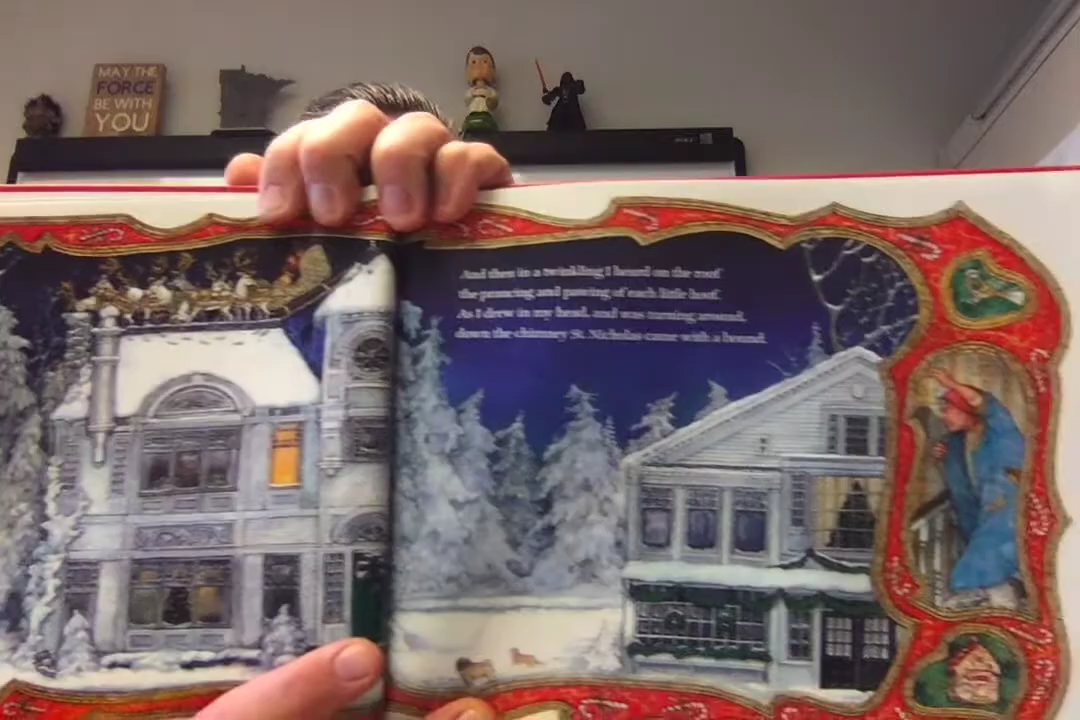 MAY THE
FORCE
BE WITH
YOU
And then in a twinkling I heard on the roof
the prancing and pawing of each little hoof.
As I drew in my head, and was turning around,
down the chimney St. Nicholas came with a bound.